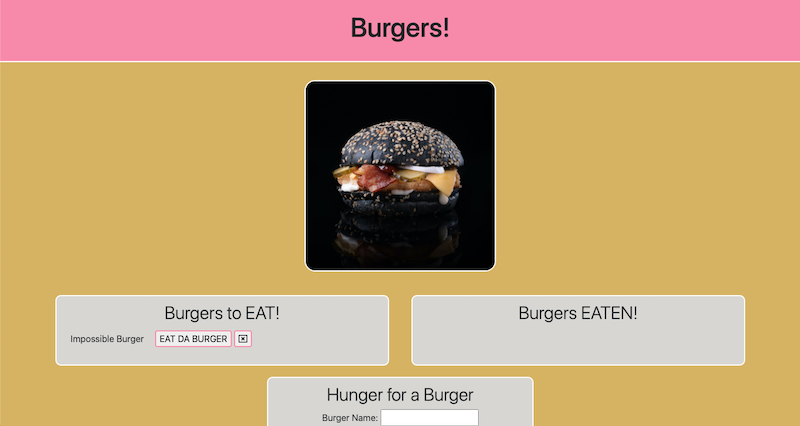 Burgers!
Burgers to EAT!
Impossible Burger EAT DA BURGER
Burgers EATEN!
Hunger for a Burger
Burger Name: